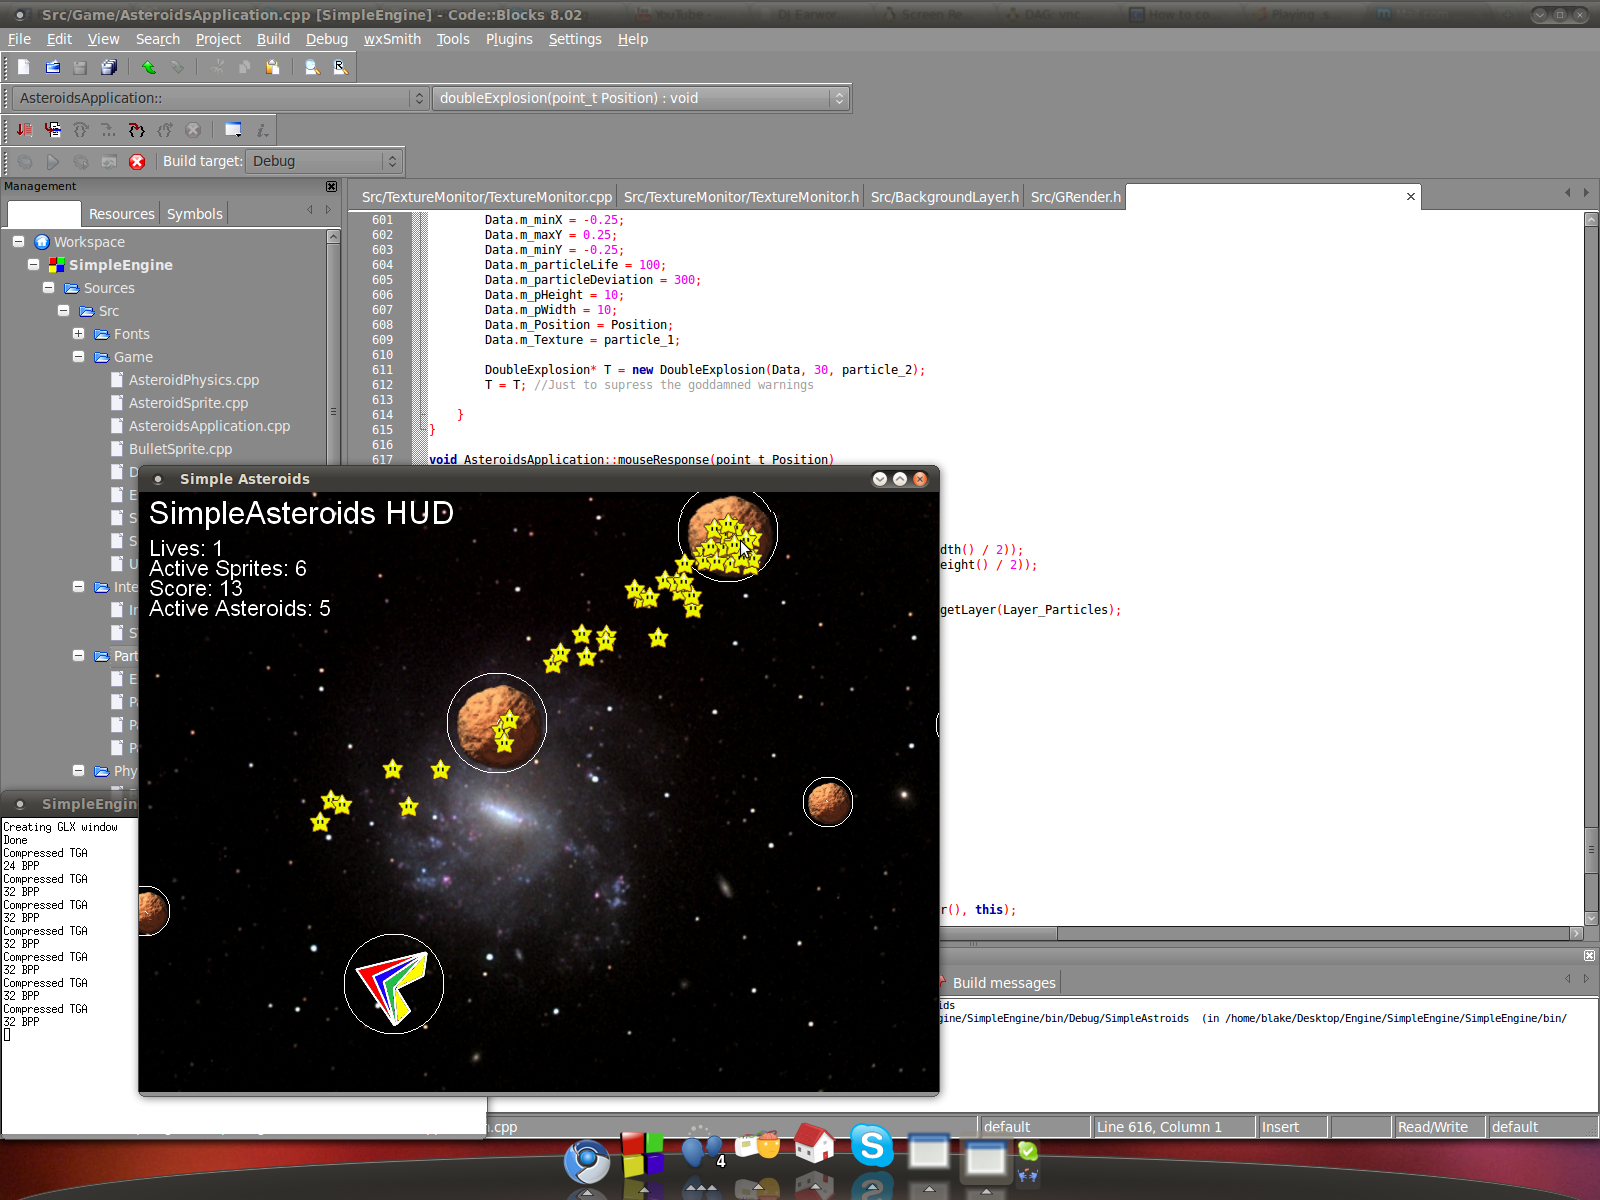 Src/Game/AsteroidsApplication.cpp [SimpleEngine] - Code::Blocks 8.02
File Edit View Search Project Build Debug wxSmith Tools Plugins Settings Help
AsteroidsApplication::
doubleExplosion(point_t Position) : void
Build target: Debug
Management
Resources Symbols
Src/TextureMonitor/TextureMonitor.cpp Src/TextureMonitor/TextureMonitor.h Src/BackgroundLayer.h Src/GRender.h
Workspace
SimpleEngine
Sources
Src
Fonts
Game
AsteroidPhysics.cpp
AsteroidSprite.cpp
AsteroidsApplication.cpp
BulletSprite.cpp
D
E
S
S
U
Inte
Ir
S
Part
E
P
P
P
Phy
601 Data.m_minX = -0.25;
602 Data.m_maxY = 0.25;
603 Data.m_minY = -0.25;
604 Data.m_particleLife = 100;
605 Data.m_particleDeviation = 300;
606 Data.m_pHeight = 10;
607 Data.m_pWidth = 10;
608 Data.m_Position = Position;
609 Data.m_Texture = particle_1;
610
611 DoubleExplosion* T = new DoubleExplosion(Data, 30, particle_2);
612 T = T; //Just to supress the goddamned warnings
613
614 }
615 }
616
617 void AsteroidsApplication::mouseResponse(point_t Position)
dth() / 2));
eight() / 2));
getLayer(Layer_Particles);
r(), this);
Simple Asteroids
SimpleAsteroids HUD
Lives: 1
Active Sprites: 6
Score: 13
Active Asteroids: 5
SimpleEngin
Creating GLX window
Done
Compressed TGA
24 BPP
Compressed TGA
32 BPP
Compressed TGA
32 BPP
Compressed TGA
32 BPP
Compressed TGA
32 BPP
Compressed TGA
32 BPP
Compressed TGA
32 BPP
Build messages
ids
gine/SimpleEngine/bin/Debug/SimpleAstroids (in /home/blake/Desktop/Engine/SimpleEngine/SimpleEngine/bin/
.cpp
default
Line 616, Column 1
Insert
Read/Write
default
4